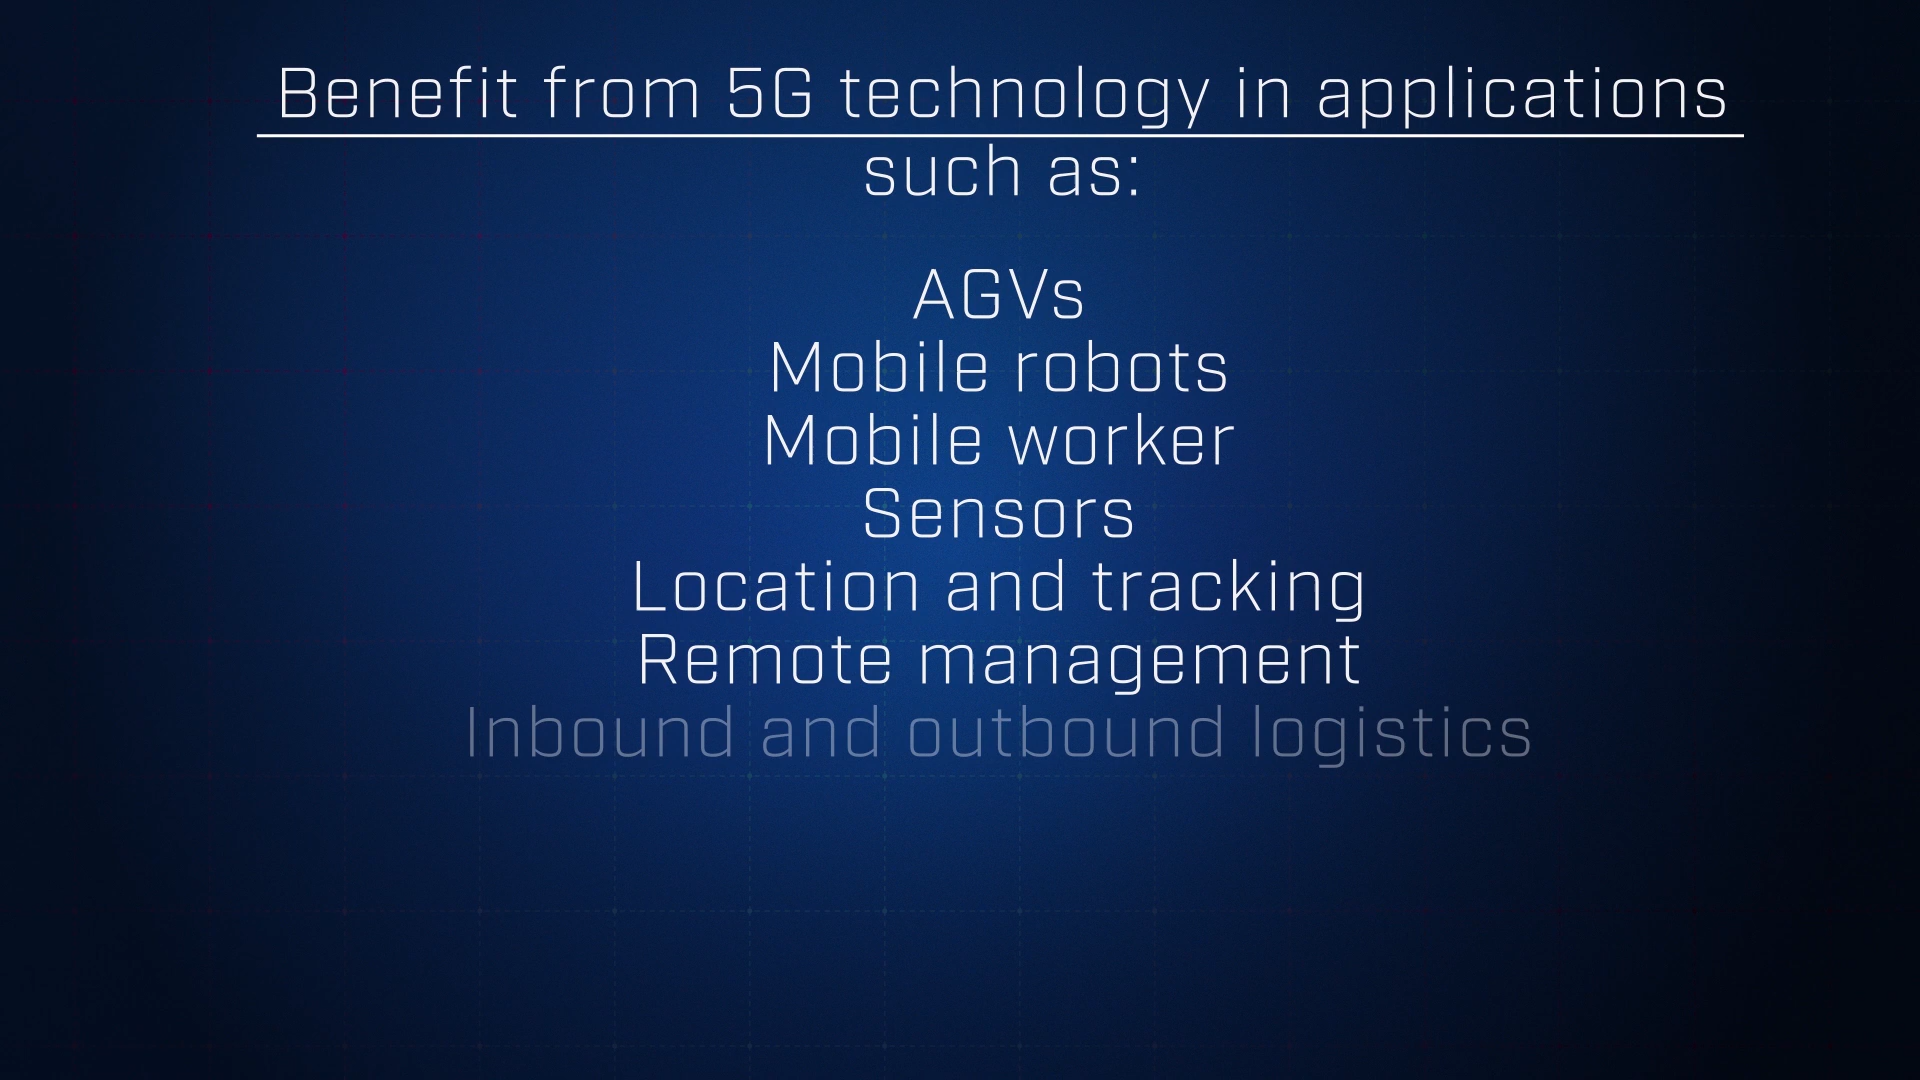 Benefit from 5G technology in applications
such as:
AGVs
Mobile robots
Mobile worker
Sensors
Location and tracking
Remote management
Inbound and outbound logistics